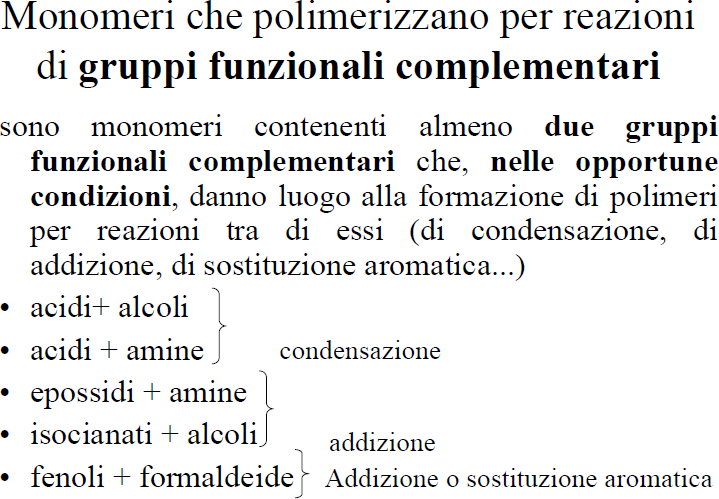 Monomeri che polimerizzano per reazioni
di gruppi funzionali complementari
sono monomeri contenenti almeno due gruppi
funzionali complementari che, nelle opportune
condizioni, danno luogo alla formazione di polimeri
per reazioni tra di essi (di condensazione, di
addizione, di sostituzione aromatica...)
• acidi+ alcoli
• acidi + amine
condensazione
• epossidi + amine
• isocianati + alcoli
addizione
• fenoli + formaldeide
Addizione o sostituzione aromatica